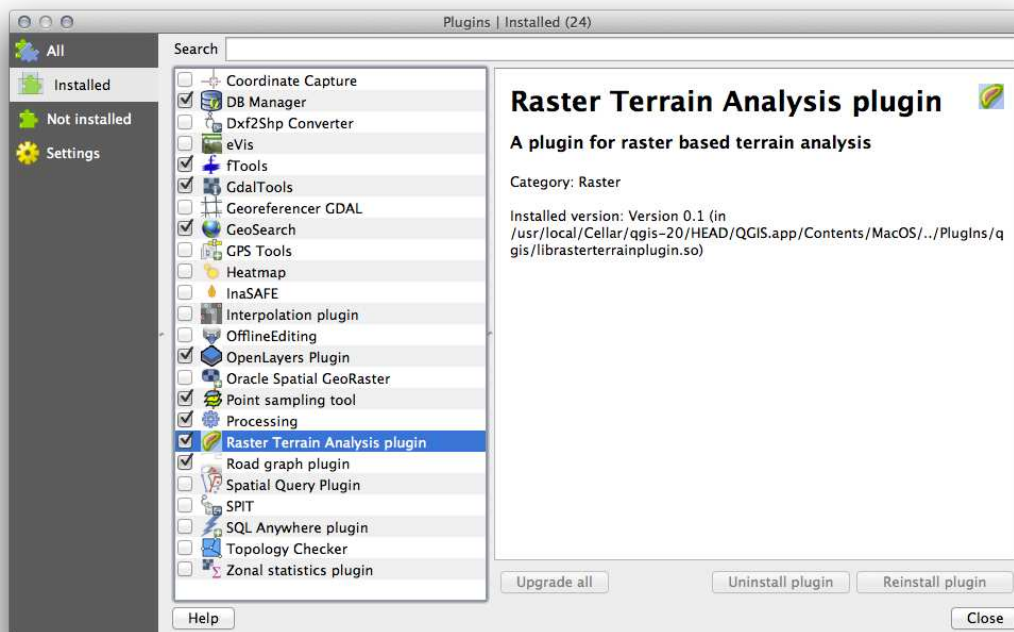 Plugins | Installed (24)
All
Installed
Not installed
Settings
Search
Coordinate Capture
DB Manager
Dxf2Shp Converter
eVis
fTools
GdalTools
Georeferencer GDAL
GeoSearch
GPS Tools
Heatmap
InaSAFE
Interpolation plugin
OfflineEditing
OpenLayers Plugin
Oracle Spatial GeoRaster
Point sampling tool
Processing
Raster Terrain Analysis plugin
Road graph plugin
Spatial Query Plugin
SPIT
SQL Anywhere plugin
Topology Checker
Zonal statistics plugin
Raster Terrain Analysis plugin
A plugin for raster based terrain analysis
Category: Raster
Installed version: Version 0.1 (in
/usr/local/Cellar/qgis-20/HEAD/QGIS.app/Contents/MacOS/../PlugIns/q
gis/librasterterrainplugin.so)
Upgrade all
Uninstall plugin
Reinstall plugin
Help
Close